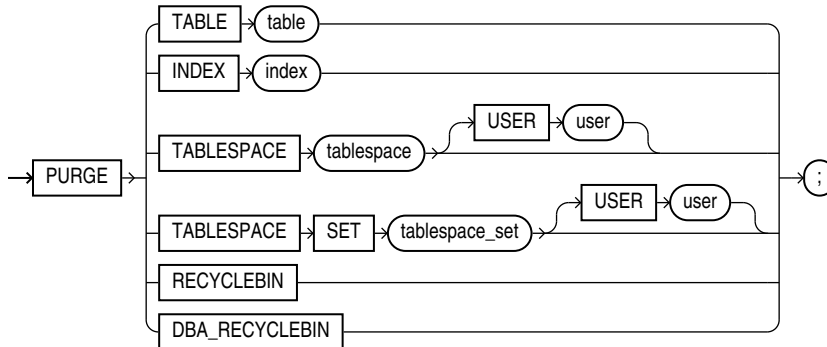 TABLE table
INDEX index
USER user
TABLESPACE tablespace
PURGE ;
USER user
TABLESPACE SET tablespace_set
RECYCLEBIN
DBA_RECYCLEBIN